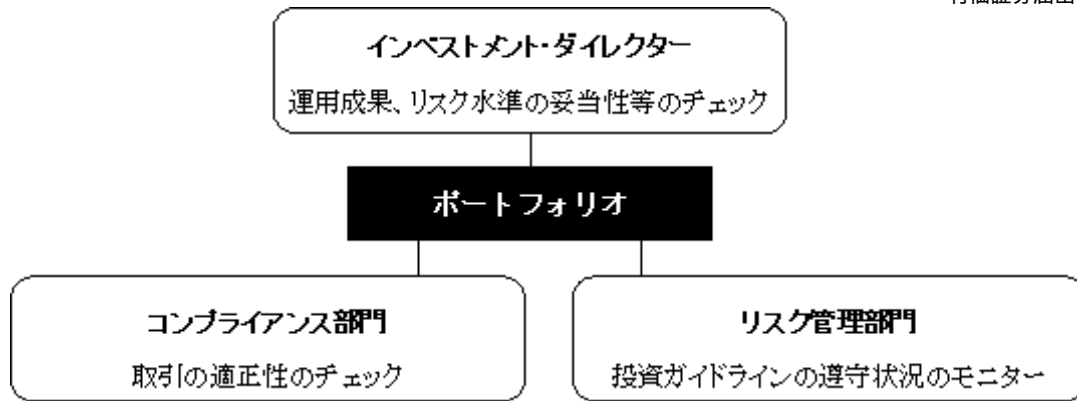 インベストメント・ダイレクター
運用成果、リスク水準の妥当性等のチェック
ポートフォリオ
コンプライアンス部門
取引の適正性のチェック
リスク管理部門
投資ガイドラインの遵守状況のモニター